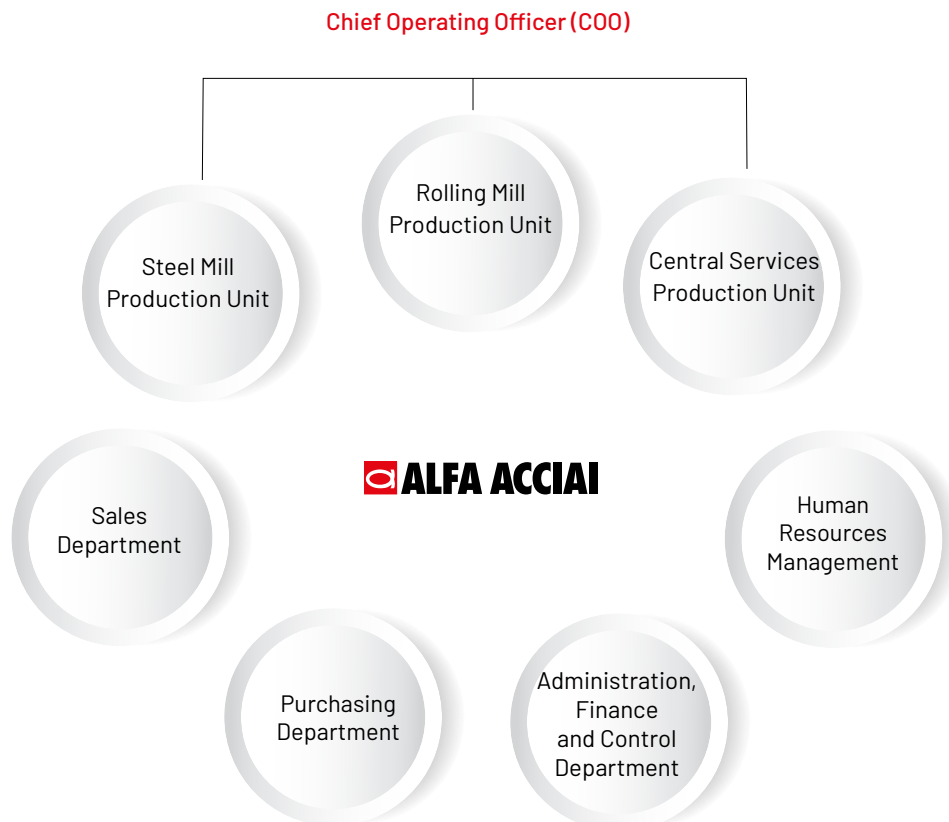 Chief Operating Officer (COO)
Rolling Mill
Production Unit
Steel Mill
Production Unit
Central Services
Production Unit
ALFA ACCIAI
Sales
Department
Human
Resources
Management
Purchasing
Department
Administration,
Finance
and Control
Department